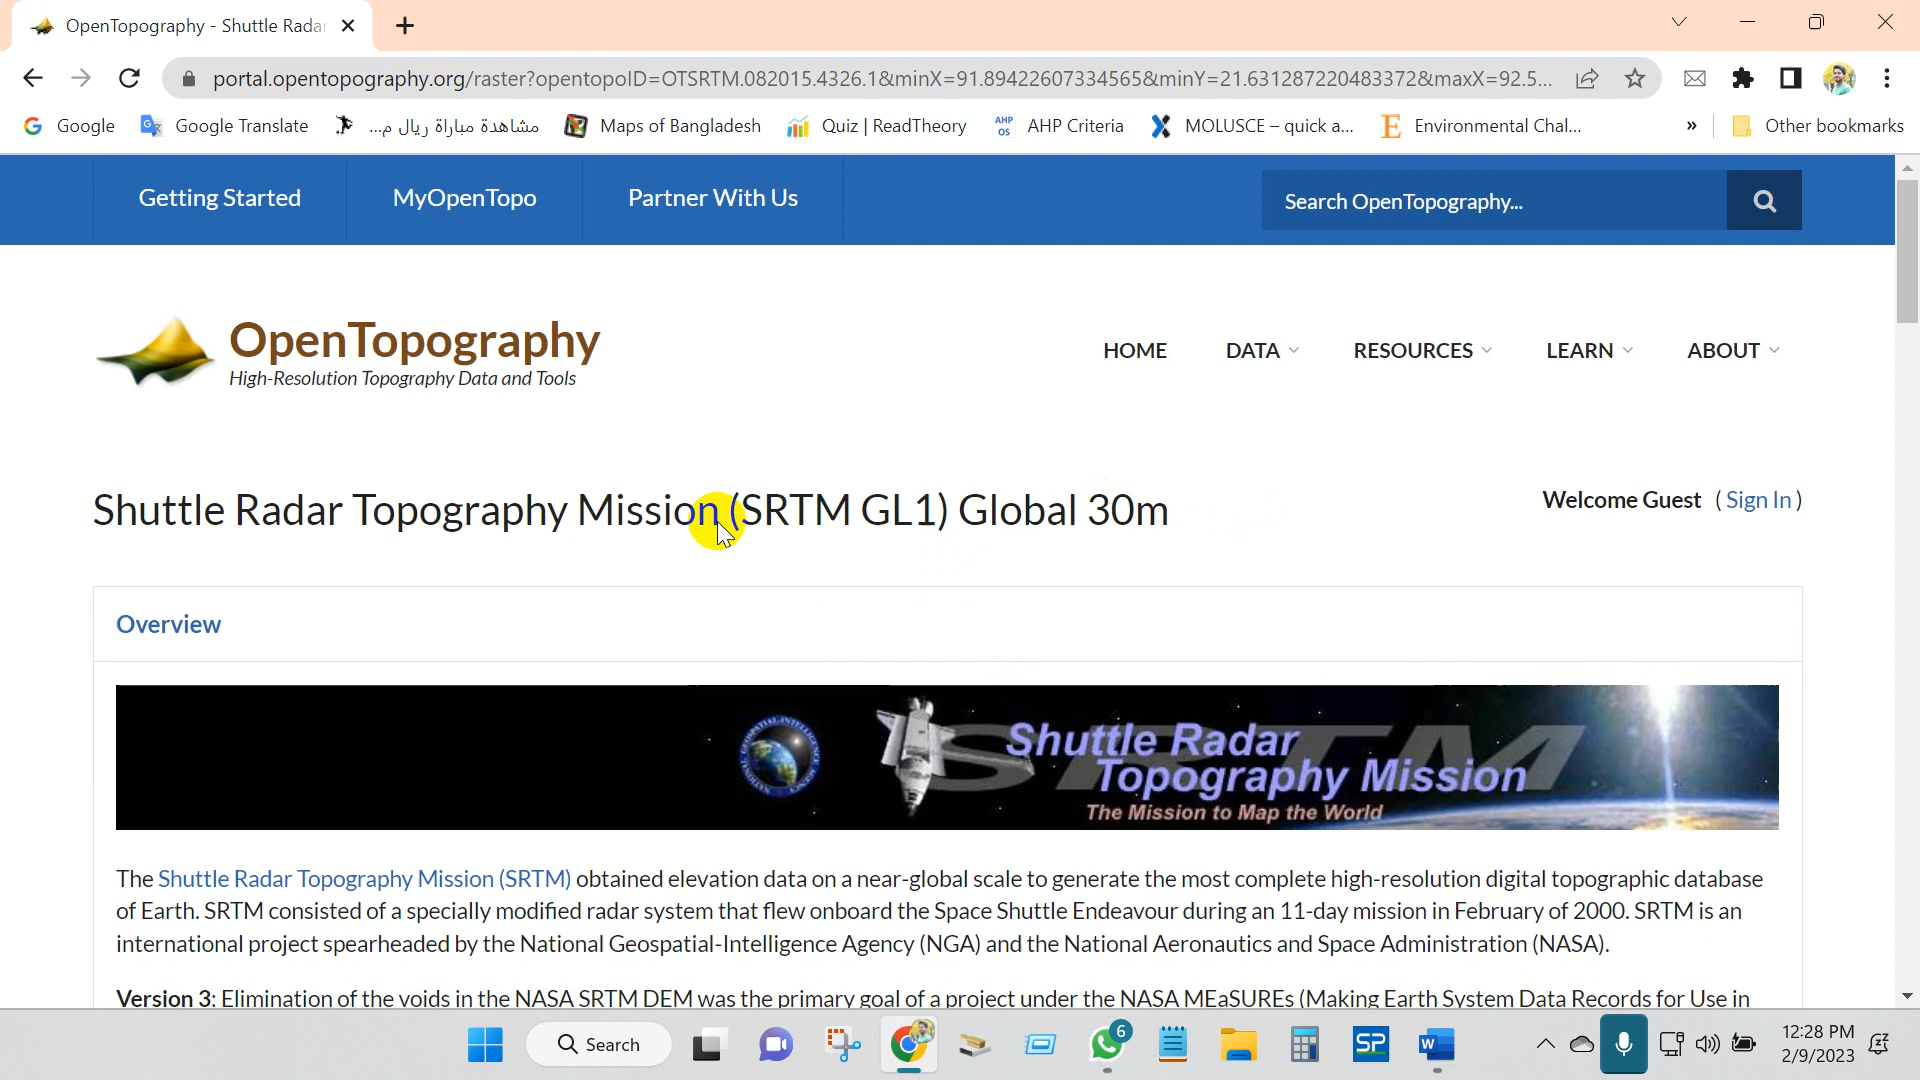 OpenTopography - Shuttle Radar
portal.opentopography.org/raster?opentopoID=OTSRTM.082015.4326.1&minX=91.89422607334565&minY=21.631287220483372&maxX=92.5...
Google
Google Translate
مشاهدة مباراة ريال م...
Maps of Bangladesh
Quiz | ReadTheory
AHP OS
AHP Criteria
MOLUSCE – quick a...
Environmental Chal...
»
Other bookmarks
Getting Started
MyOpenTopo
Partner With Us
Search OpenTopography...
OpenTopography
High-Resolution Topography Data and Tools
HOME
DATA
RESOURCES
LEARN
ABOUT
Shuttle Radar Topography Mission (SRTM GL1) Global 30m
Welcome Guest ( Sign In )
Overview
SRTM
Shuttle Radar
Topography Mission
The Mission to Map the World
The Shuttle Radar Topography Mission (SRTM) obtained elevation data on a near-global scale to generate the most complete high-resolution digital topographic database
of Earth. SRTM consisted of a specially modified radar system that flew onboard the Space Shuttle Endeavour during an 11-day mission in February of 2000. SRTM is an
international project spearheaded by the National Geospatial-Intelligence Agency (NGA) and the National Aeronautics and Space Administration (NASA).
Version 3: Elimination of the voids in the NASA SRTM DEM was the primary goal of a project under the NASA MEaSUREs (Making Earth System Data Records for Use in
Search
6
SP
W
12:28 PM
2/9/2023